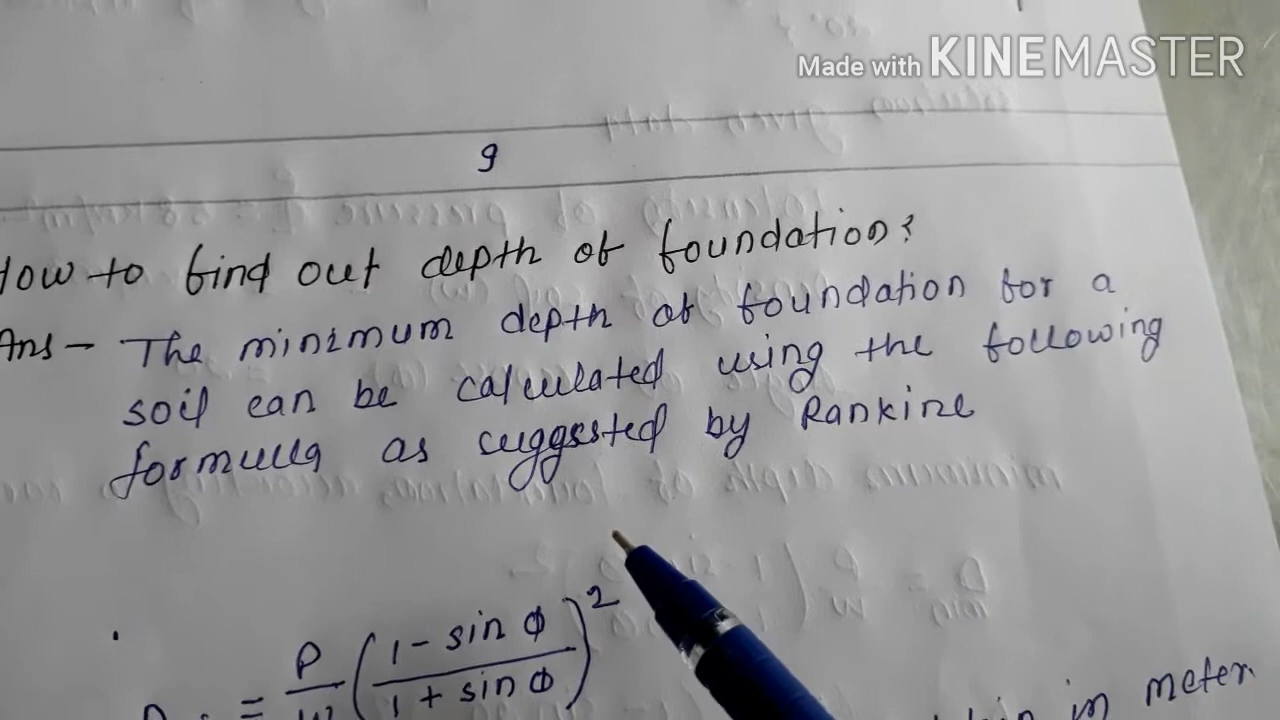 Made with KINEMASTER
9
How to find out depth of foundation?
Ans - The minimum depth of foundation for a
soil can be calculated using the following
formula as suggested by Rankine
= P/W (1 - sin φ / 1 + sin φ)²
in meter